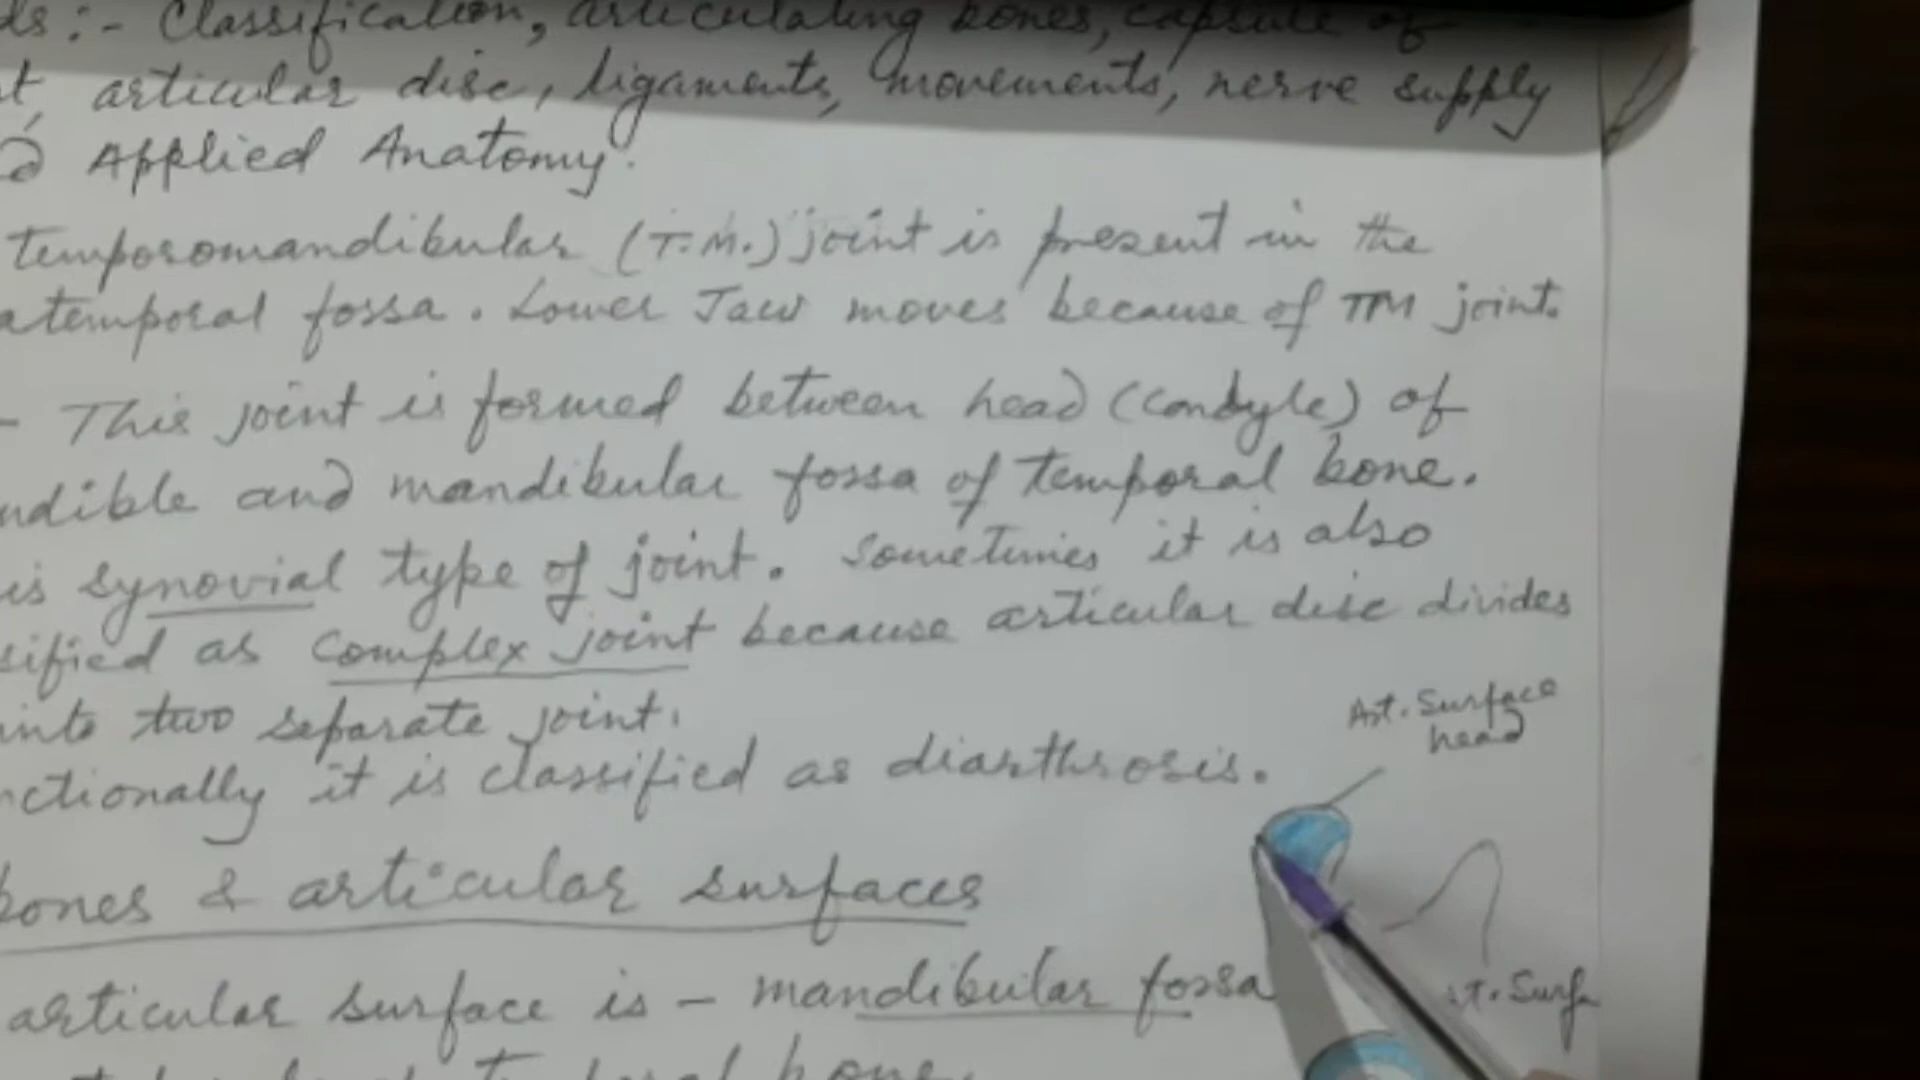 ds:- Classification, articulating bones, capsule of
articular disc, ligaments, movements, nerve supply
Applied Anatomy.
temporomandibular (T.M.) joint is present in the
atemporal fossa. Lower Jaw moves because of TM joint.
- This joint is formed between head (condyle) of
ndible and mandibular fossa of temporal bone.
is synovial type of joint. Sometimes it is also
sified as complex joint because articular disc divides
into two separate joint.
nctionally it is classified as diarthrosis.
Art. Surface
head
bones & articular surfaces
articular surface is - mandibular fossa
t. Surf
bone.